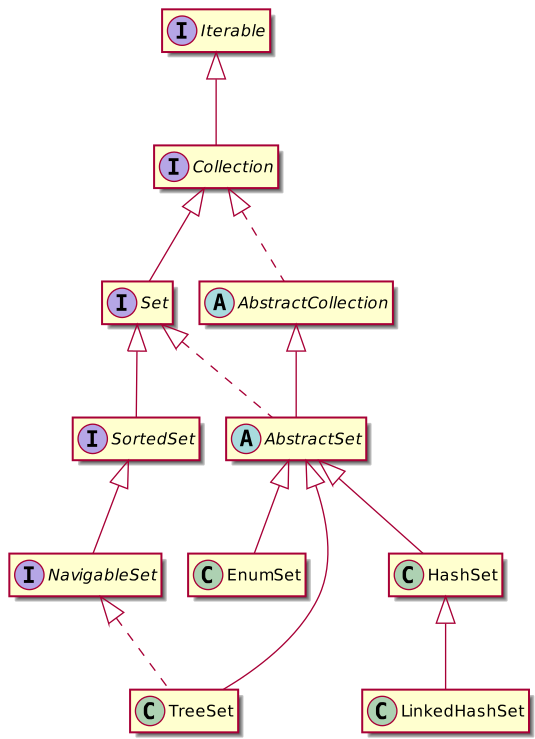 I Iterable
I Collection
I Set
A AbstractCollection
I SortedSet
A AbstractSet
I NavigableSet
C EnumSet
C HashSet
C TreeSet
C LinkedHashSet